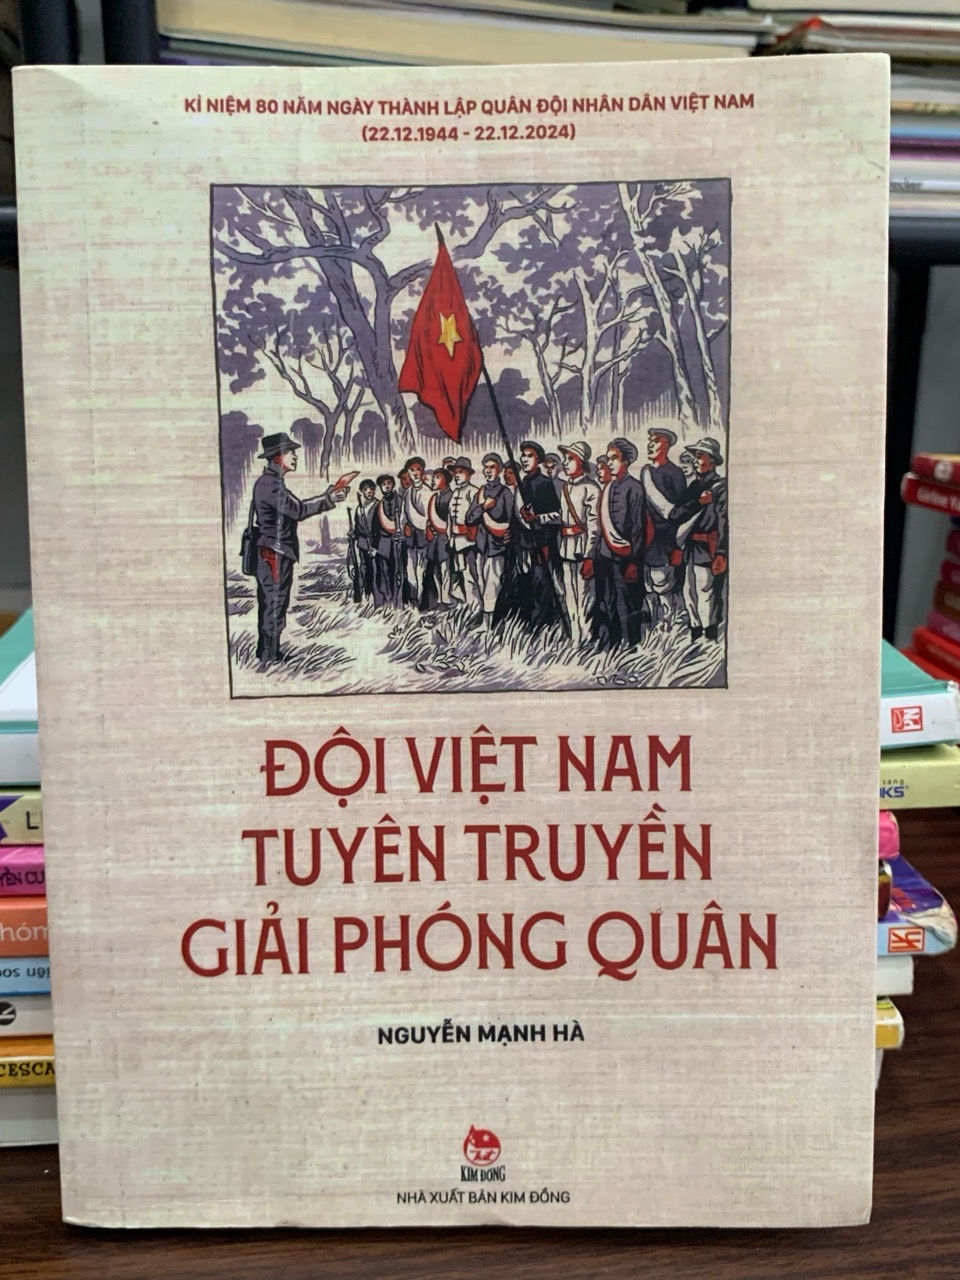 KỈ NIỆM 80 NĂM NGÀY THÀNH LẬP QUÂN ĐỘI NHÂN DÂN VIỆT NAM
(22.12.1944 - 22.12.2024)
ĐỘI VIỆT NAM
TUYÊN TRUYỀN
GIẢI PHÓNG QUÂN
NGUYỄN MẠNH HÀ
KIM ĐỒNG
NHÀ XUẤT BẢN KIM ĐỒNG